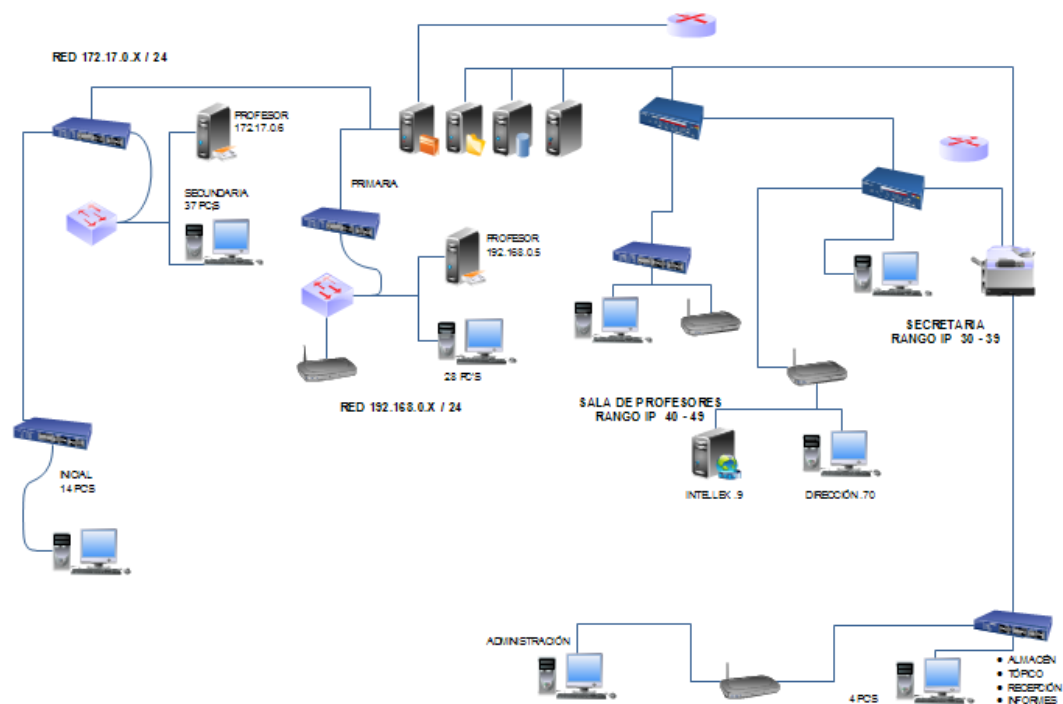 RED 172.17.0.X / 24
PROFESOR
172.17.0.6
SECUNDARIA
37 PC,S
PRIMARIA
PROFESOR
192.168.0.5
28 PC'S
RED 192.168.0.X / 24
SECRETARIA
RANGO IP 30 - 39
SALA DE PROFESORES
RANGO IP 40 - 49
INTELLEX .9
DIRECCIÓN .70
INICIAL
14 PCS
ADMINISTRACIÓN
4 PCS
• ALMACÉN
• TÓPICO
• RECEPCIÓN
• INFORMES